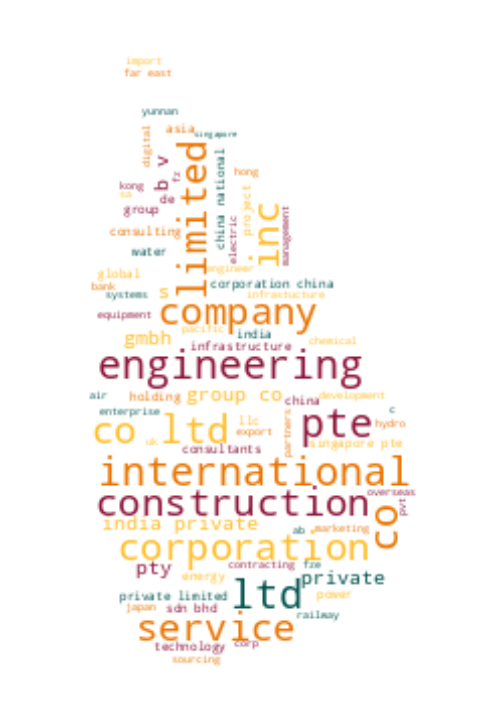 import
far east
yunnan
asia
singapore
digital
limited
b v
fz
china national
hong
kong
sa
de
group
project
inc
management
electric
consulting
water
global
engineer
bank
systems
s
corporation china
infrastucture
equipment
company
pacific
india
gmbh
infrastructure
chemical
engineering
air
holding
group co
china
development
enterprise
c
co ltd
uk
llc
export
partners
pte
hydro
singapore pte
consultants
international
overseas
construction
pvt
co
india private
ab
marketing
corporation
pty
contracting
fze
energy
private
private limited
ltd
power
japan
sdn bhd
railway
service
technology
corp
sourcing